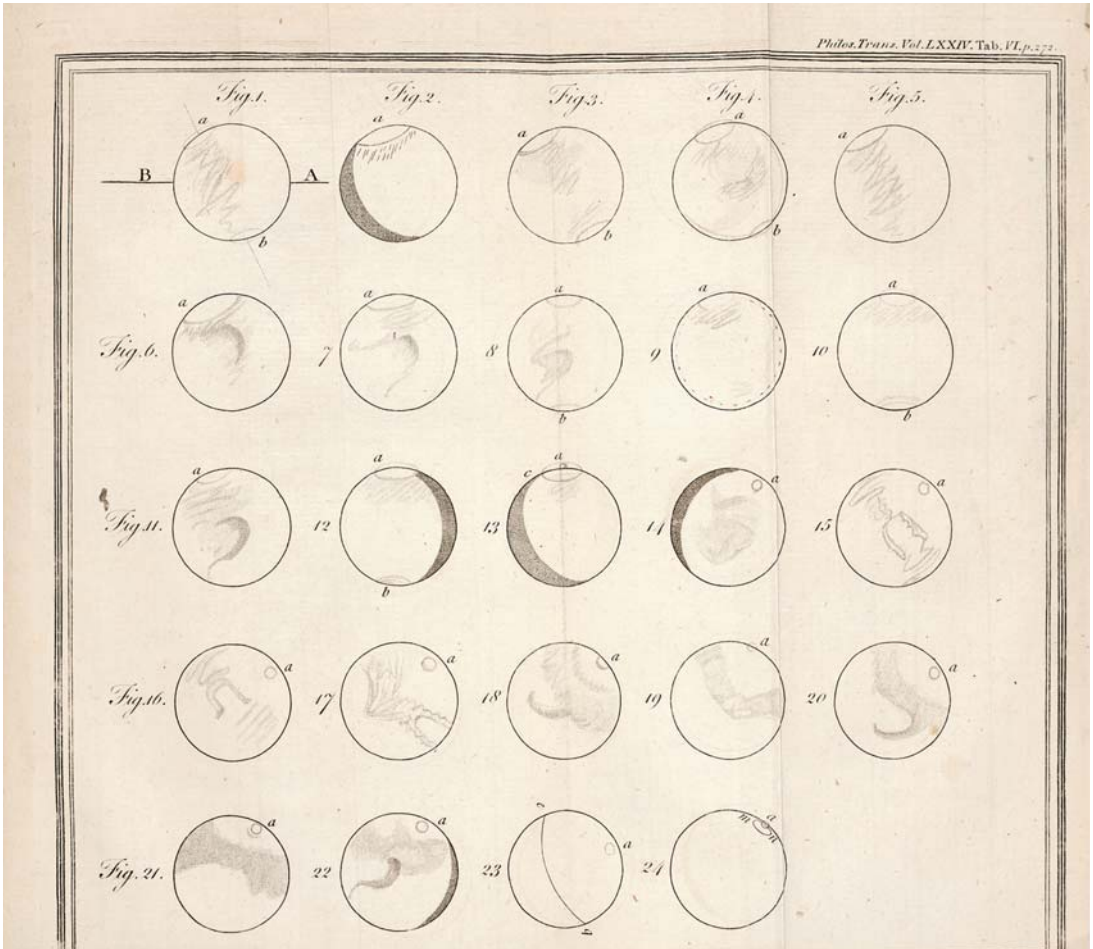 Philos. Trans. Vol. LXXIV. Tab. VI. p. 272.
Fig. 1. Fig. 2. Fig. 3. Fig. 4. Fig. 5.
a a a a a
B A
b b b
a a a a a
Fig. 6. 7 8 9 10
b b
a a c a a a
Fig. 11. 12 13 14 15
b
a a a a a
Fig. 16. 17 18 19 20
a a a m a n
Fig. 21. 22 23 24